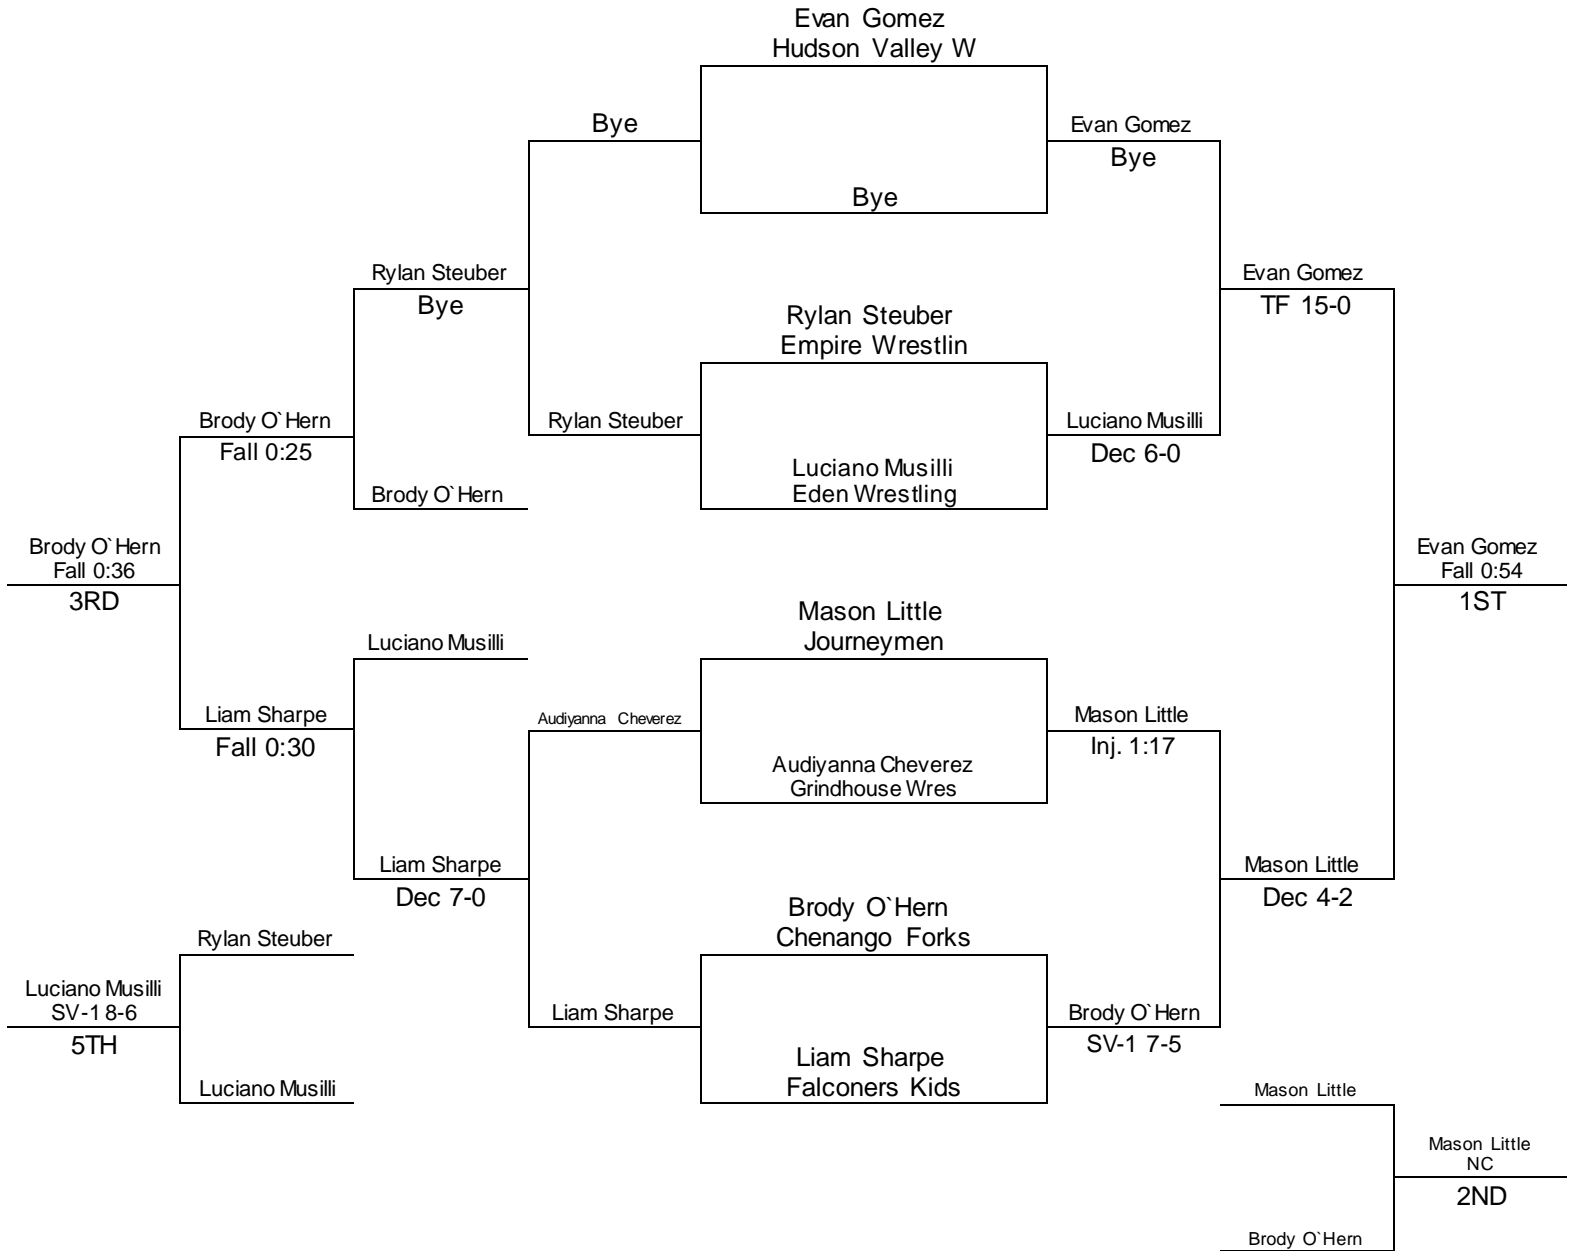 Evan Gomez
Hudson Valley W
Bye
Evan Gomez
Bye
Bye
Rylan Steuber
Bye
Evan Gomez
TF 15-0
Rylan Steuber
Empire Wrestlin
Brody O`Hern
Fall 0:25
Rylan Steuber
Luciano Musilli
Dec 6-0
Luciano Musilli
Eden Wrestling
Brody O`Hern
Brody O`Hern
Fall 0:36
3RD
Evan Gomez
Fall 0:54
1ST
Mason Little
Journeymen
Luciano Musilli
Liam Sharpe
Fall 0:30
Audiyanna Cheverez
Mason Little
Inj. 1:17
Audiyanna Cheverez
Grindhouse Wres
Liam Sharpe
Dec 7-0
Mason Little
Dec 4-2
Brody O`Hern
Chenango Forks
Rylan Steuber
Luciano Musilli
SV-1 8-6
5TH
Liam Sharpe
Brody O`Hern
SV-1 7-5
Liam Sharpe
Falconers Kids
Luciano Musilli
Mason Little
Mason Little
NC
2ND
Brody O`Hern